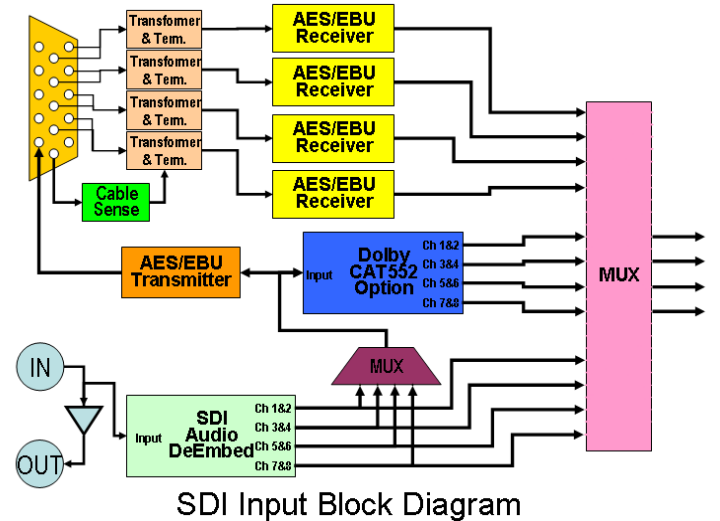 Transformer
& Term.
AES/EBU
Receiver
Transformer
& Term.
AES/EBU
Receiver
Transformer
& Term.
AES/EBU
Receiver
Transformer
& Term.
AES/EBU
Receiver
Cable
Sense
AES/EBU
Transmitter
Input
Dolby
CAT552
Option
Ch 1&2
Ch 3&4
Ch 5&6
Ch 7&8
MUX
MUX
IN
OUT
Input
SDI
Audio
DeEmbed
Ch 1&2
Ch 3&4
Ch 5&6
Ch 7&8
SDI Input Block Diagram